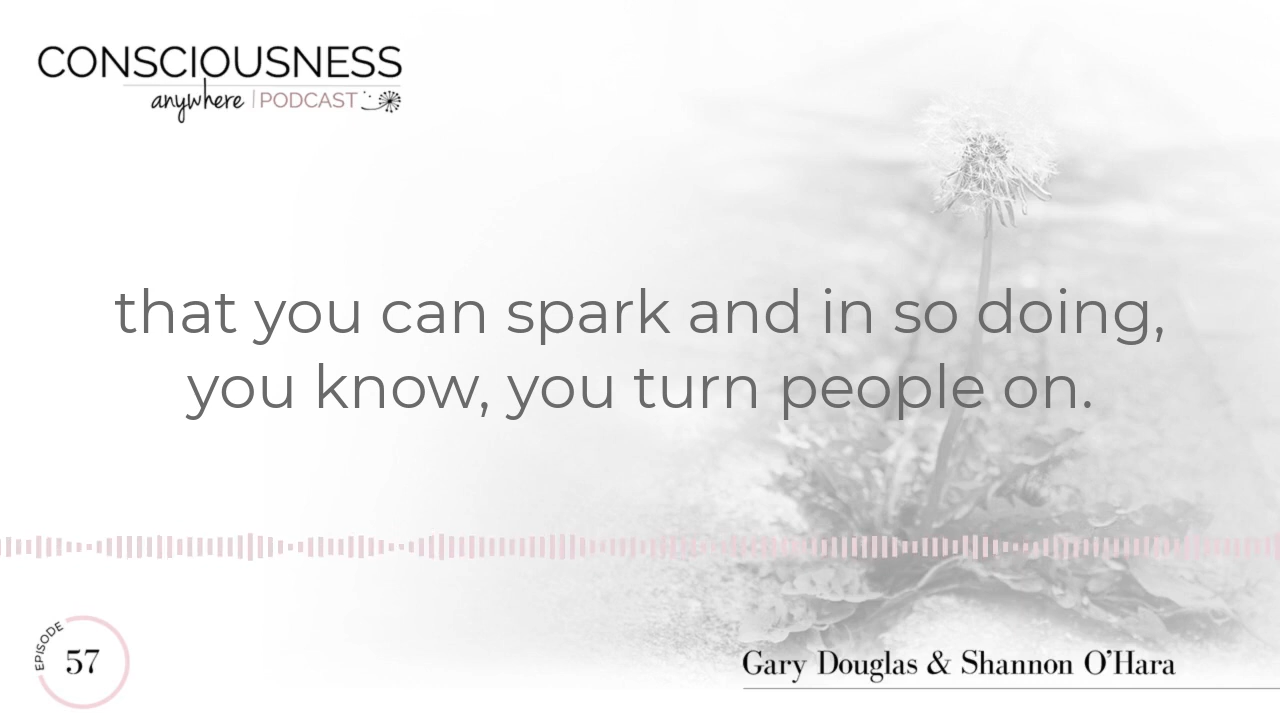 CONSCIOUSNESS
anywhere | PODCAST
that you can spark and in so doing,
you know, you turn people on.
EPISODE
57
Gary Douglas & Shannon O'Hara